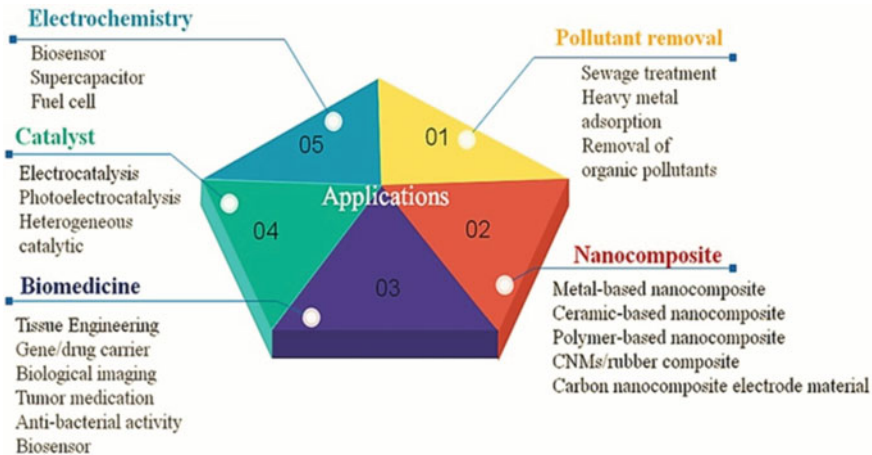 Electrochemistry
Biosensor
Supercapacitor
Fuel cell
Catalyst
Electrocatalysis
Photoelectrocatalysis
Heterogeneous
catalytic
Biomedicine
Tissue Engineering
Gene/drug carrier
Biological imaging
Tumor medication
Anti-bacterial activity
Biosensor
05
01
04
Applications
02
03
Pollutant removal
Sewage treatment
Heavy metal
adsorption
Removal of
organic pollutants
Nanocomposite
Metal-based nanocomposite
Ceramic-based nanocomposite
Polymer-based nanocomposite
CNMs/rubber composite
Carbon nanocomposite electrode material